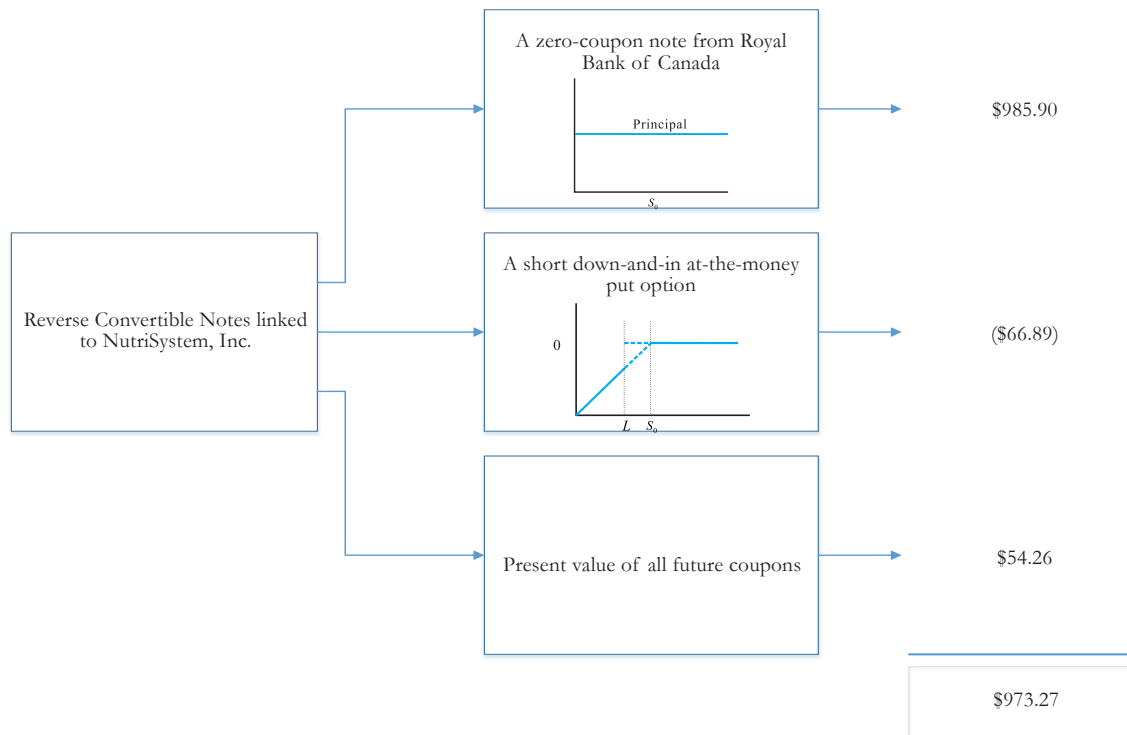 A zero-coupon note from Royal
Bank of Canada
Principal
S₀
$985.90
Reverse Convertible Notes linked
to NutriSystem, Inc.
A short down-and-in at-the-money
put option
0
L S₀
($66.89)
Present value of all future coupons
$54.26
$973.27